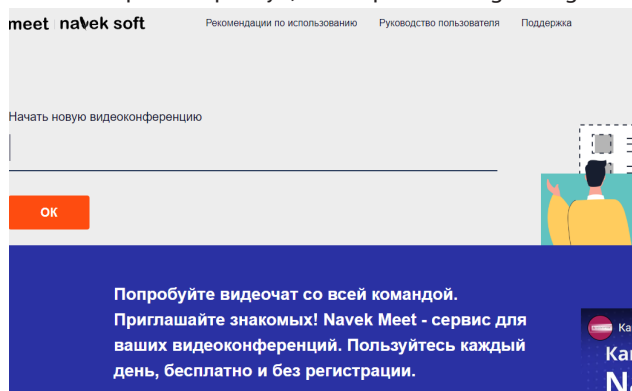 meet navek soft
Рекомендации по использованию Руководство пользователя Поддержка
Начать новую видеоконференцию
ОК
Попробуйте видеочат со всей командой.
Приглашайте знакомых! Navek Meet - сервис для
ваших видеоконференций. Пользуйтесь каждый
день, бесплатно и без регистрации.